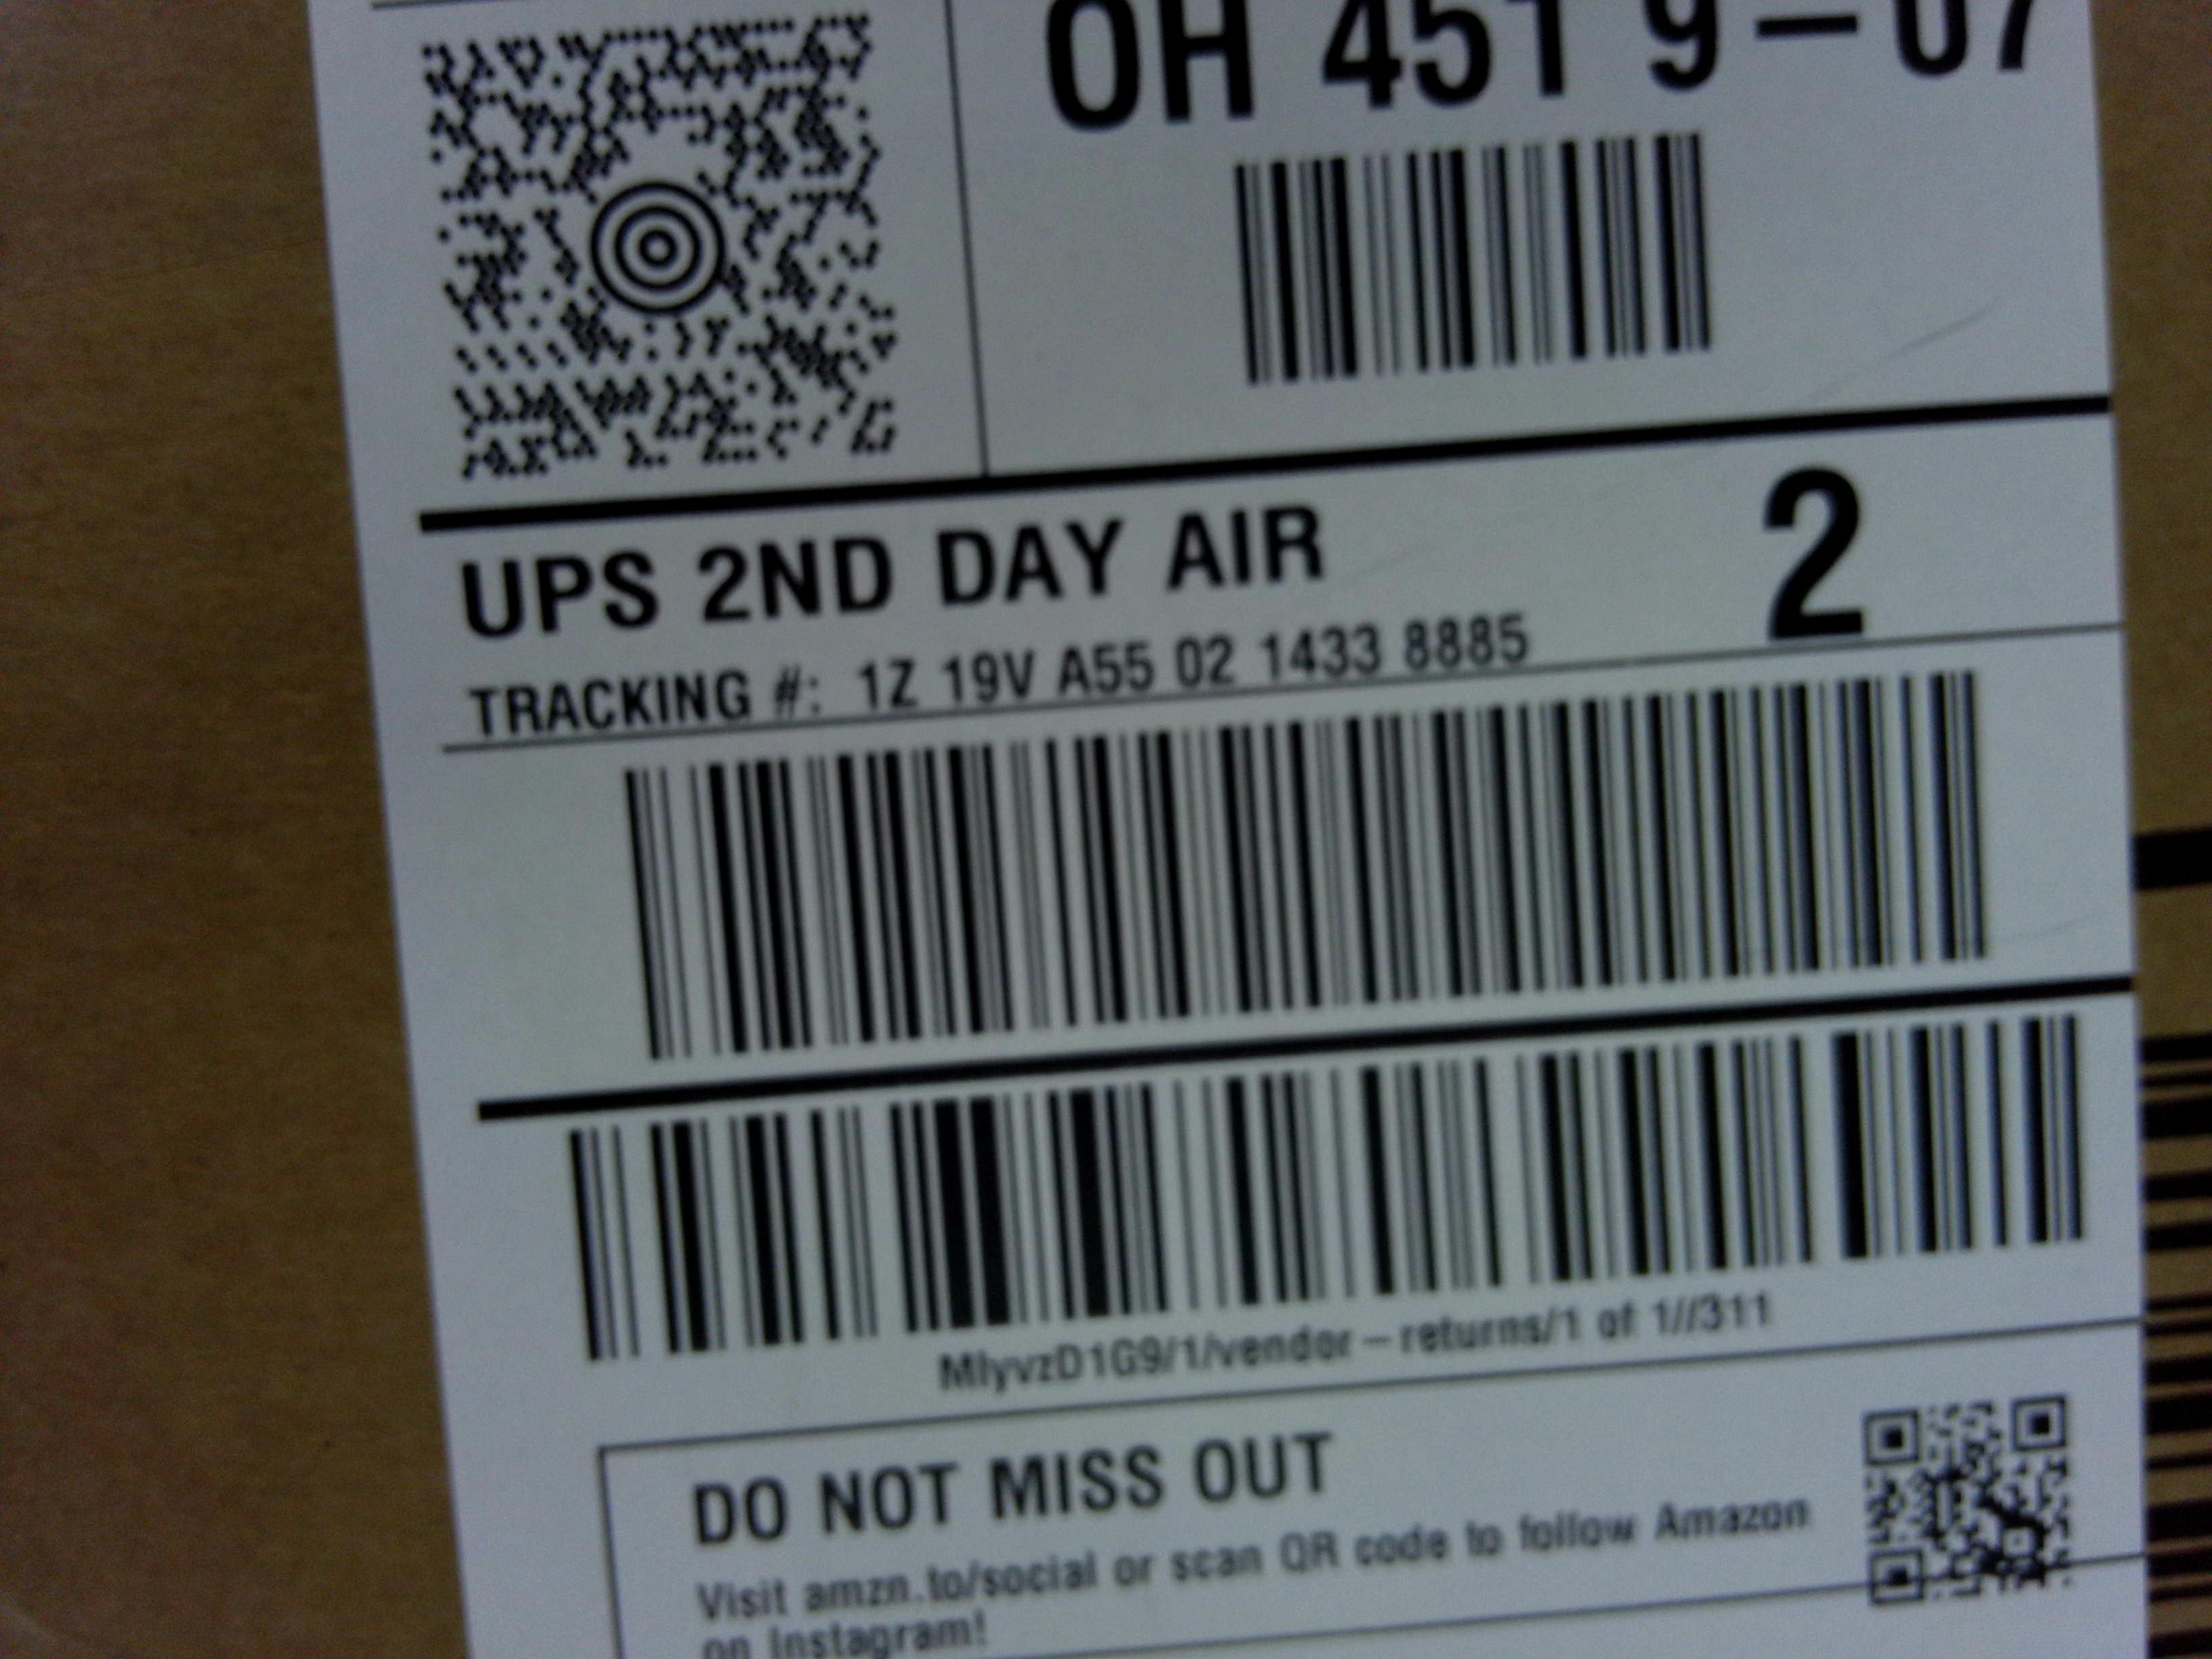 OH 451 9-07
UPS 2ND DAY AIR
2
TRACKING #: 1Z 19V A55 02 1433 8885
MlyvzD1G9/1/vendor-returns/1 of 1//311
DO NOT MISS OUT
Visit amzn.to/social or scan QR code to follow Amazon
on Instagram!